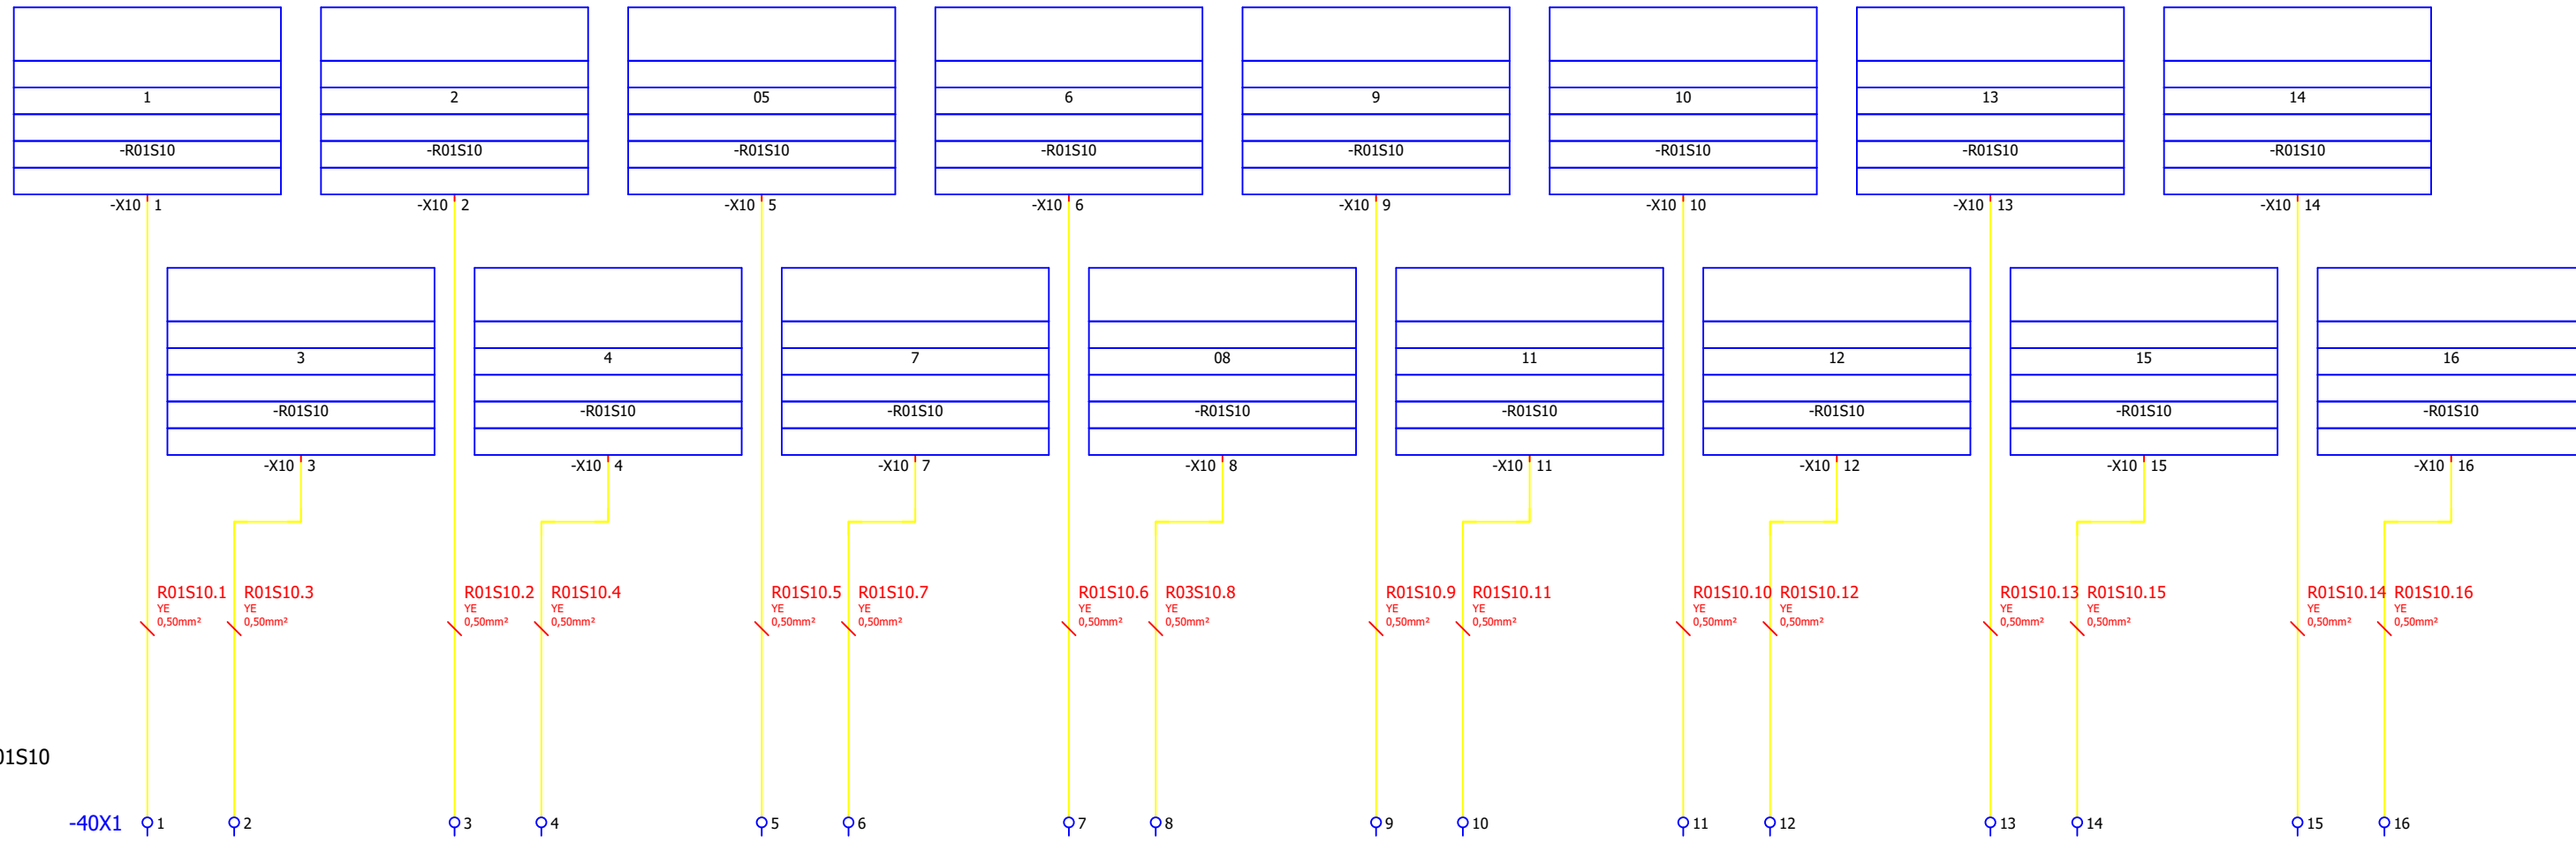 1 2 05 6 9 10 13 14
-R01S10 -R01S10 -R01S10 -R01S10 -R01S10 -R01S10 -R01S10 -R01S10
-X10 1 -X10 2 -X10 5 -X10 6 -X10 9 -X10 10 -X10 13 -X10 14
3 4 7 08 11 12 15 16
-R01S10 -R01S10 -R01S10 -R01S10 -R01S10 -R01S10 -R01S10 -R01S10
-X10 3 -X10 4 -X10 7 -X10 8 -X10 11 -X10 12 -X10 15 -X10 16
R01S10.1 R01S10.3 R01S10.2 R01S10.4 R01S10.5 R01S10.7 R01S10.6 R03S10.8 R01S10.9 R01S10.11 R01S10.10 R01S10.12 R01S10.13 R01S10.15 R01S10.14 R01S10.16
YE YE YE YE YE YE YE YE YE YE YE YE YE YE YE YE
0,50mm² 0,50mm² 0,50mm² 0,50mm² 0,50mm² 0,50mm² 0,50mm² 0,50mm² 0,50mm² 0,50mm² 0,50mm² 0,50mm² 0,50mm² 0,50mm² 0,50mm² 0,50mm²
01S10
-40X1 1 2 3 4 5 6 7 8 9 10 11 12 13 14 15 16